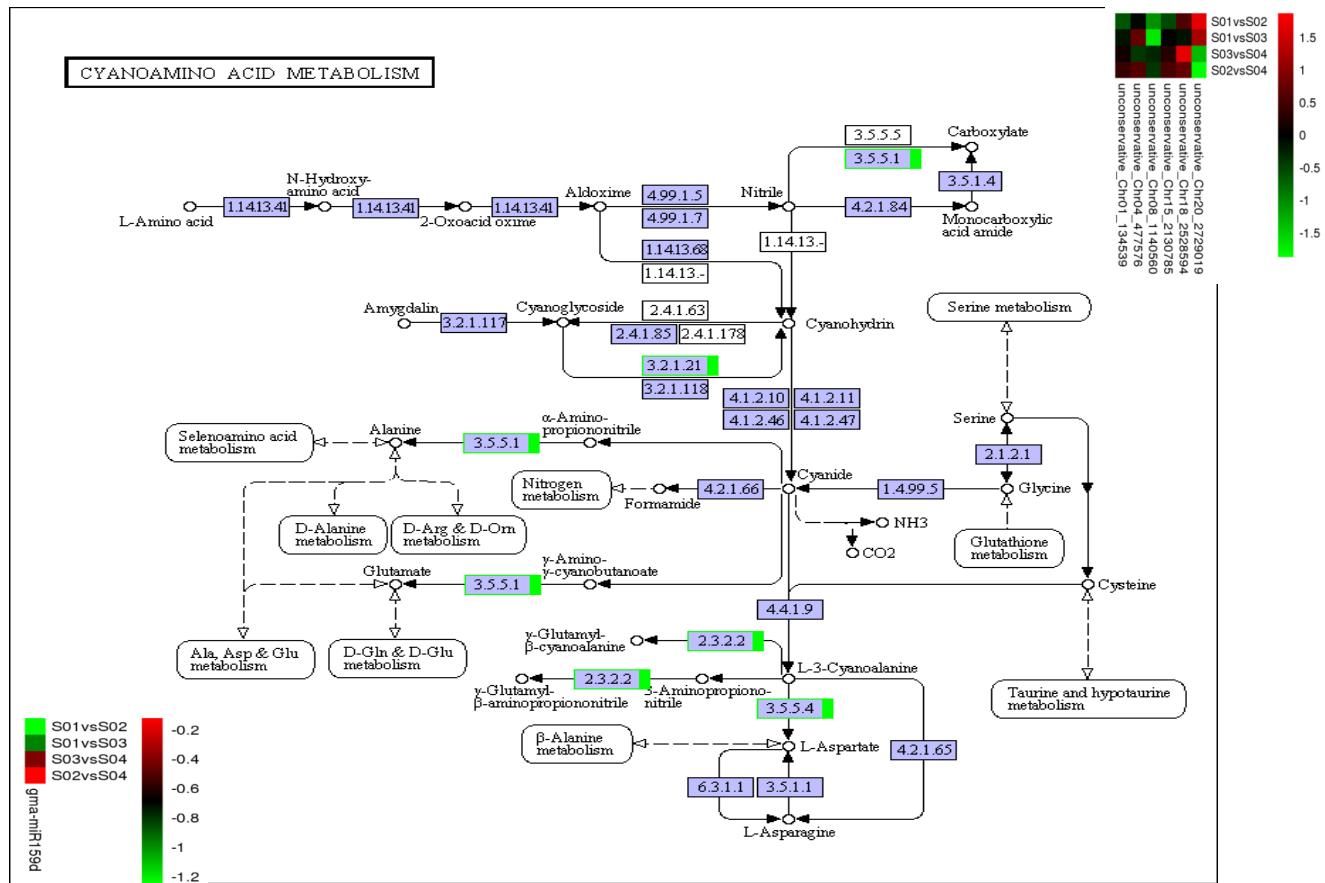 CYANOAMINO ACID METABOLISM
S01vsS02
S01vsS03
S03vsS04
S02vsS04
1.5
1
0.5
0
-0.5
-1
-1.5
unconservative_Chr01_134539
unconservative_Chr04_477576
unconservative_Chr08_1140560
unconservative_Chr15_2130785
unconservative_Chr18_2528594
unconservative_Chr20_2729019
3.5.5.5
Carboxylate
3.5.5.1
N-Hydroxy-
amino acid
Aldoxime
4.99.1.5
Nitrile
3.5.1.4
1.14.13.41
1.14.13.41
1.14.13.41
4.2.1.84
L-Amino acid
2-Oxoacid oxime
4.99.1.7
Monocarboxylic
acid amide
1.14.13.68
1.14.13.-
1.14.13.-
Amygdalin
Cyanoglycoside
2.4.1.63
Serine metabolism
3.2.1.117
Cyanohydrin
2.4.1.85
2.4.1.178
3.2.1.21
3.2.1.118
4.1.2.10
4.1.2.11
4.1.2.46
4.1.2.47
α-Amino-
propiononitrile
Serine
Selenoamino acid
metabolism
Alanine
3.5.5.1
2.1.2.1
Nitrogen
metabolism
Cyanide
4.2.1.66
1.4.99.5
Glycine
Formamide
D-Alanine
metabolism
D-Arg & D-Orn
metabolism
NH3
CO2
Glutathione
metabolism
γ-Amino-
γ-cyanobutanoate
Glutamate
3.5.5.1
Cysteine
4.4.1.9
Ala, Asp & Glu
metabolism
D-Gln & D-Glu
metabolism
γ-Glutamyl-
β-cyanoalanine
2.3.2.2
L-3-Cyanoalanine
2.3.2.2
γ-Glutamyl-
β-aminopropiononitrile
3-Aminopropiono-
nitrile
Taurine and hypotaurine
metabolism
3.5.5.4
β-Alanine
metabolism
L-Aspartate
4.2.1.65
6.3.1.1
3.5.1.1
L-Asparagine
S01vsS02
S01vsS03
S03vsS04
S02vsS04
gma-miR159d
-0.2
-0.4
-0.6
-0.8
-1
-1.2